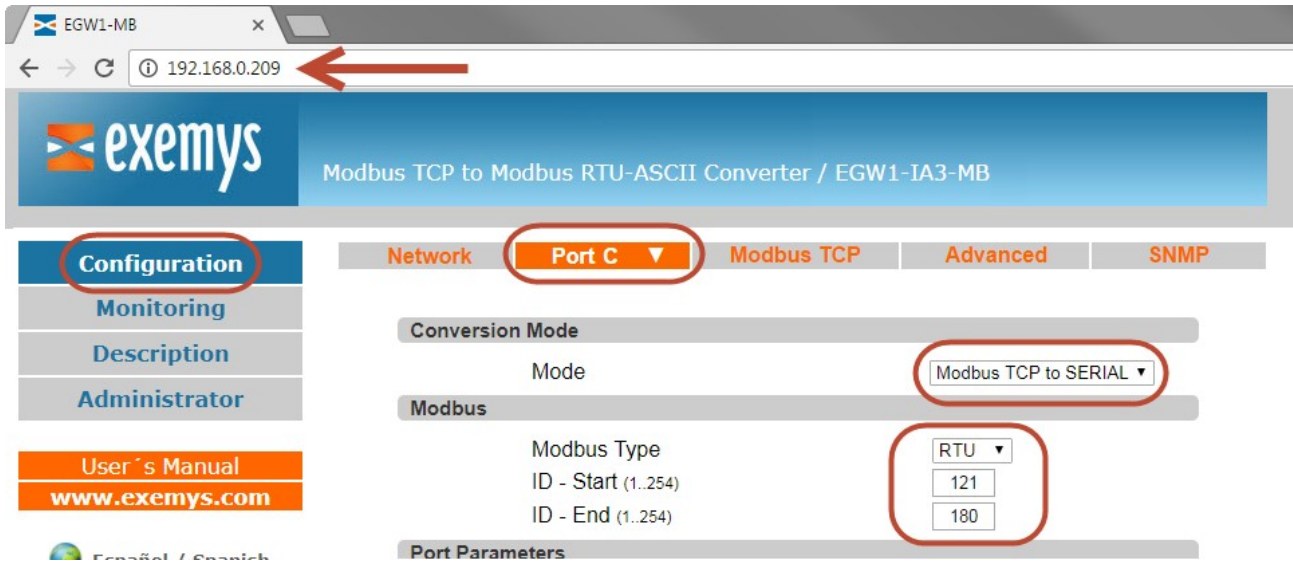 EGW1-MB
192.168.0.209
exemys
Modbus TCP to Modbus RTU-ASCII Converter / EGW1-IA3-MB
Configuration
Monitoring
Description
Administrator
User´s Manual
www.exemys.com
Español / Spanish
Network Port C ▼ Modbus TCP Advanced SNMP
Conversion Mode
Mode Modbus TCP to SERIAL ▼
Modbus
Modbus Type RTU ▼
ID - Start (1..254) 121
ID - End (1..254) 180
Port Parameters